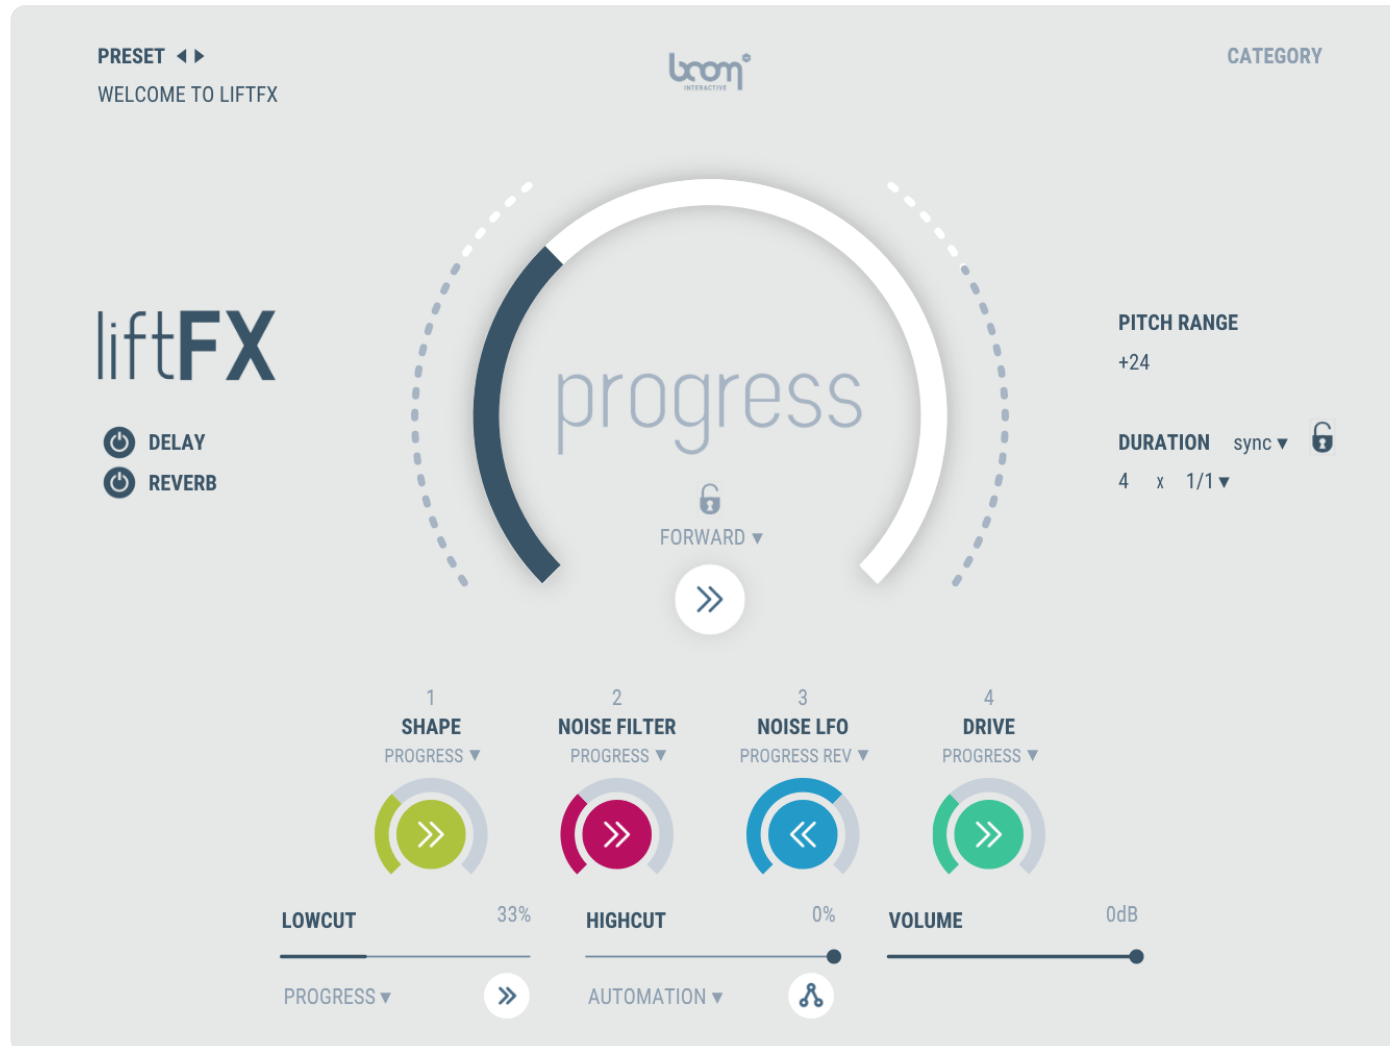 PRESET
WELCOME TO LIFTFX
boom
INTERACTIVE
CATEGORY
liftFX
DELAY
REVERB
progress
FORWARD
PITCH RANGE
+24
DURATION sync
4 x 1/1
1
SHAPE
PROGRESS
2
NOISE FILTER
PROGRESS
3
NOISE LFO
PROGRESS REV
4
DRIVE
PROGRESS
LOWCUT 33%
PROGRESS
HIGHCUT 0%
AUTOMATION
VOLUME 0dB